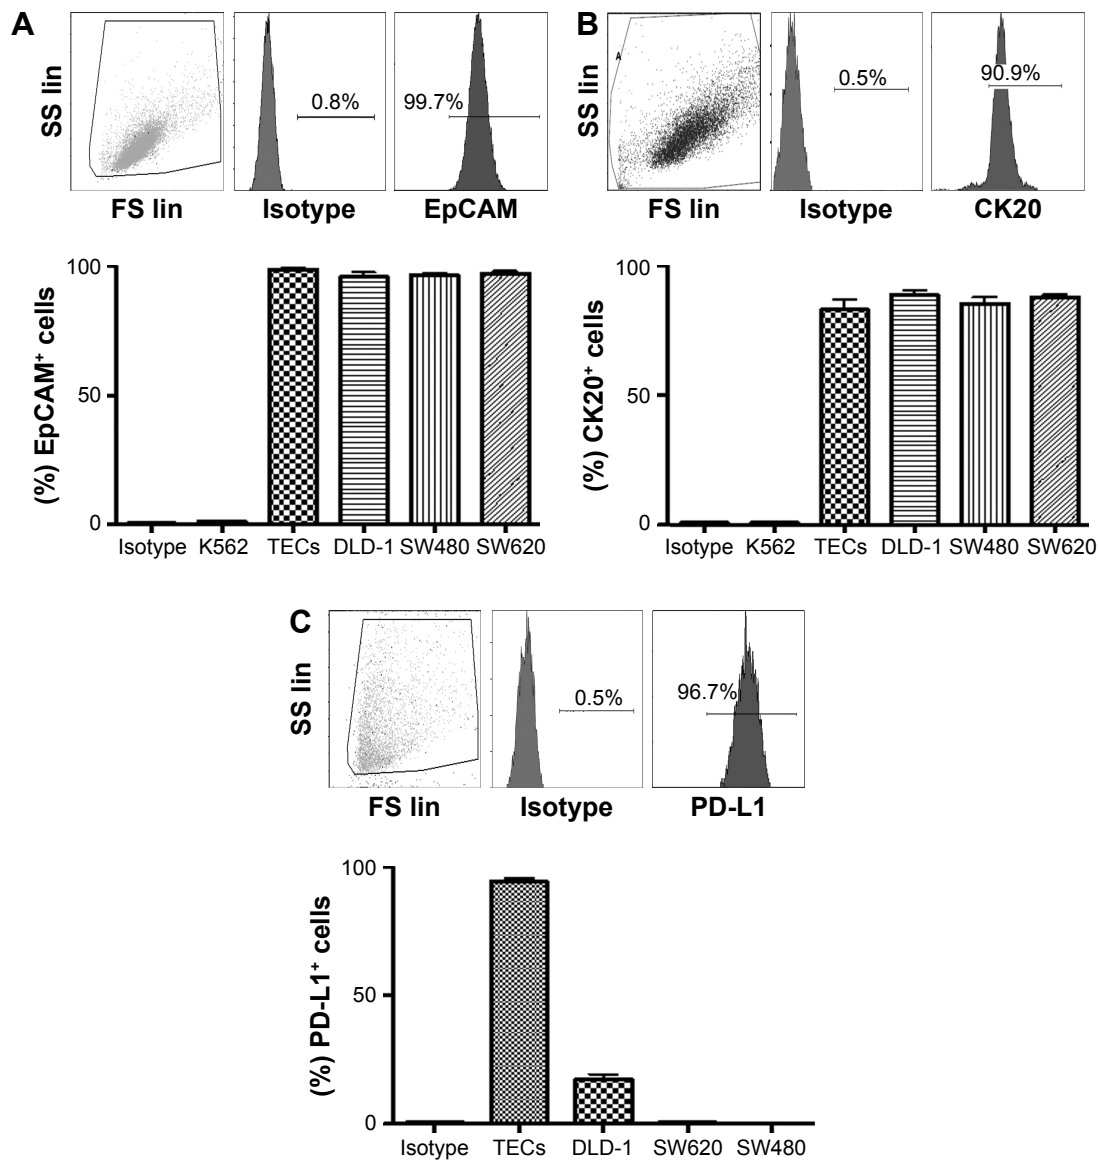 A
SS lin
FS lin
0.8%
Isotype
99.7%
EpCAM
(%) EpCAM⁺ cells
100
50
0
Isotype K562 TECs DLD-1 SW480 SW620
B
SS lin
A
FS lin
0.5%
Isotype
90.9%
CK20
(%) CK20⁺ cells
100
50
0
Isotype K562 TECs DLD-1 SW480 SW620
C
SS lin
FS lin
0.5%
Isotype
96.7%
PD-L1
(%) PD-L1⁺ cells
100
50
0
Isotype TECs DLD-1 SW620 SW480